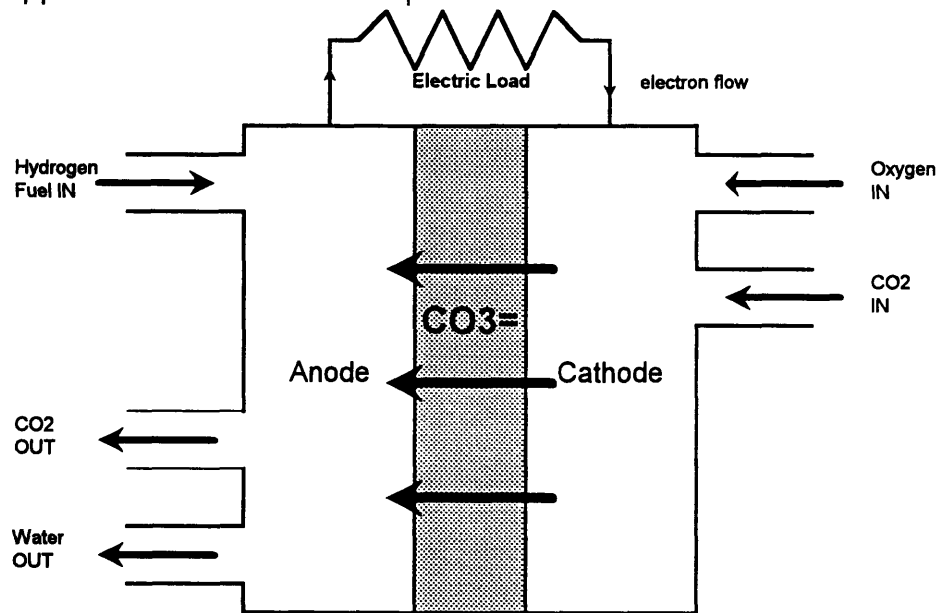 Electric Load
electron flow
Hydrogen
Fuel IN
Oxygen
IN
CO2
IN
CO3=
Anode
Cathode
CO2
OUT
Water
OUT